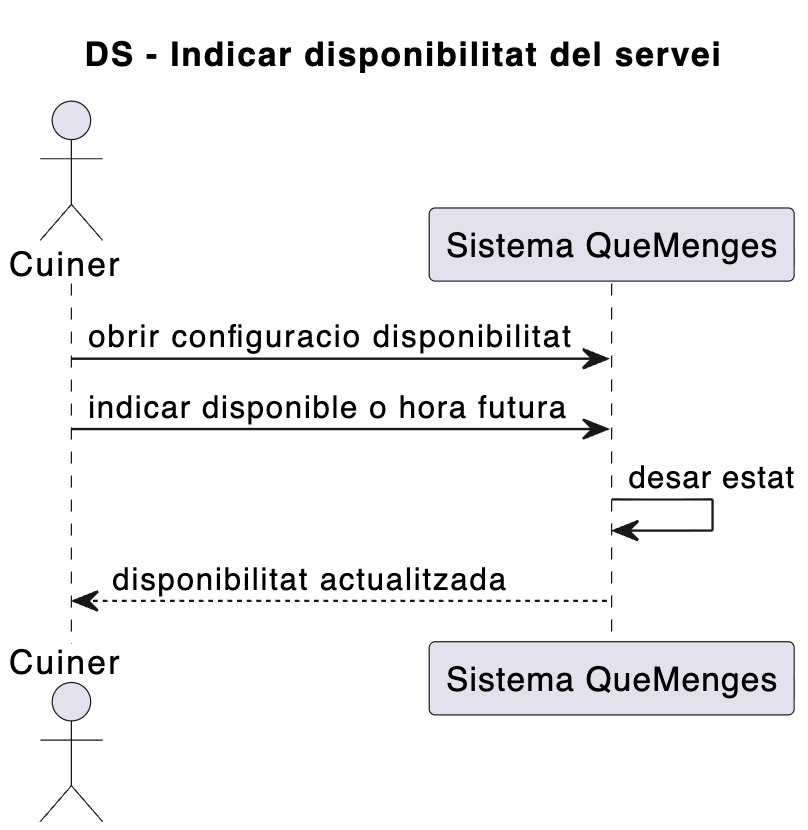 DS - Indicar disponibilitat del servei
Cuiner
Sistema QueMenges
obrir configuracio disponibilitat
indicar disponible o hora futura
desar estat
disponibilitat actualitzada
Cuiner
Sistema QueMenges